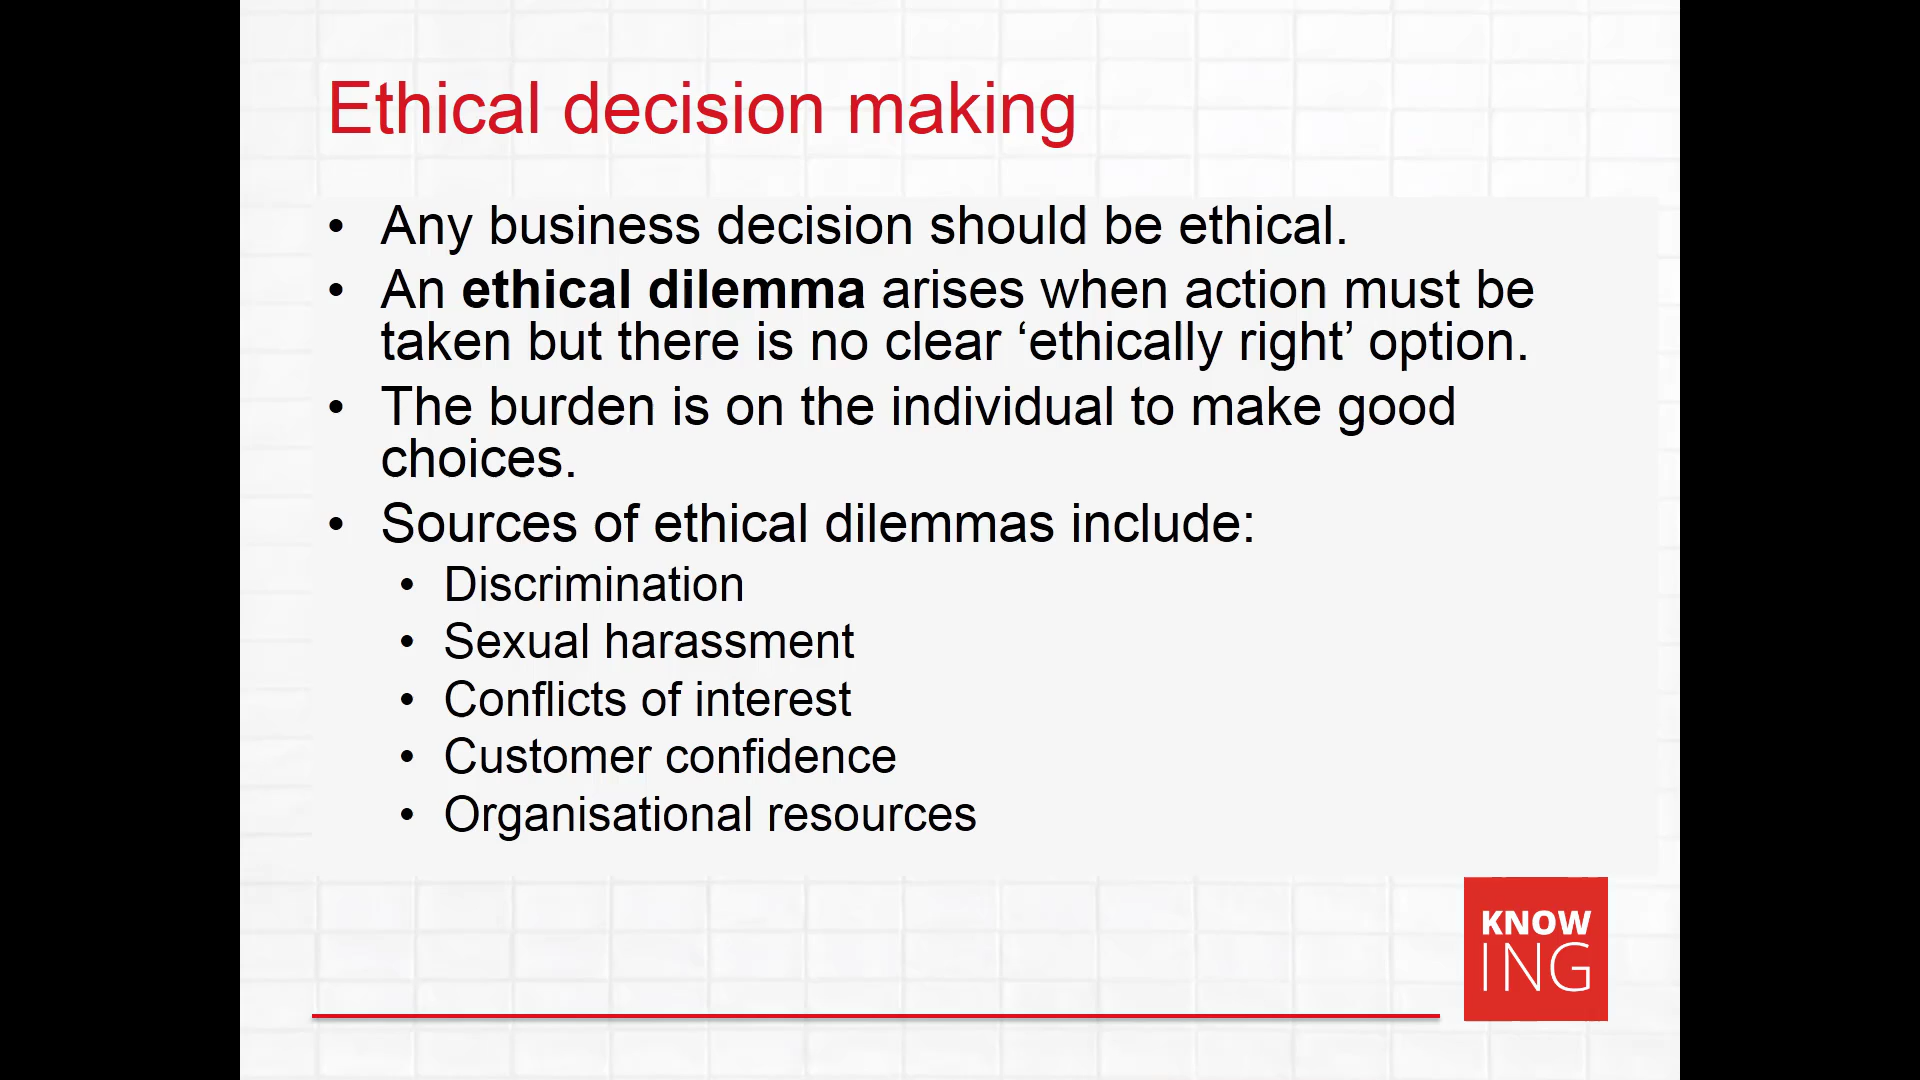 Ethical decision making
• Any business decision should be ethical.
• An ethical dilemma arises when action must be
taken but there is no clear ‘ethically right’ option.
• The burden is on the individual to make good
choices.
• Sources of ethical dilemmas include:
• Discrimination
• Sexual harassment
• Conflicts of interest
• Customer confidence
• Organisational resources
KNOW
ING